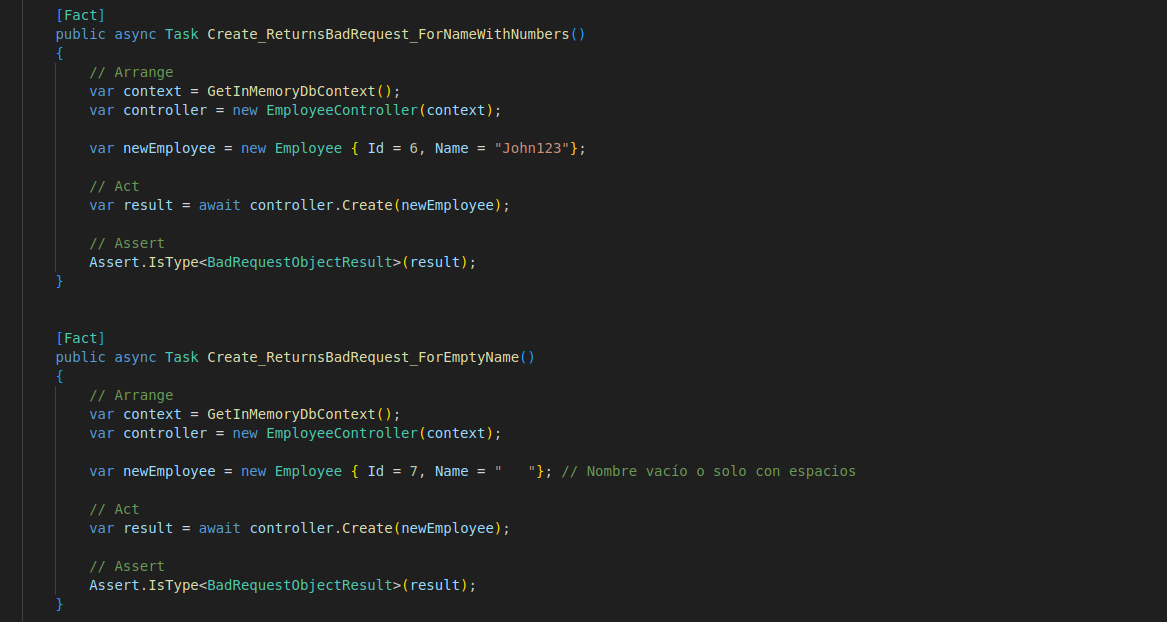 [Fact]
public async Task Create_ReturnsBadRequest_ForNameWithNumbers()
{
// Arrange
var context = GetInMemoryDbContext();
var controller = new EmployeeController(context);
var newEmployee = new Employee { Id = 6, Name = "John123"};
// Act
var result = await controller.Create(newEmployee);
// Assert
Assert.IsType<BadRequestObjectResult>(result);
}
[Fact]
public async Task Create_ReturnsBadRequest_ForEmptyName()
{
// Arrange
var context = GetInMemoryDbContext();
var controller = new EmployeeController(context);
var newEmployee = new Employee { Id = 7, Name = "   "}; // Nombre vacío o solo con espacios
// Act
var result = await controller.Create(newEmployee);
// Assert
Assert.IsType<BadRequestObjectResult>(result);
}